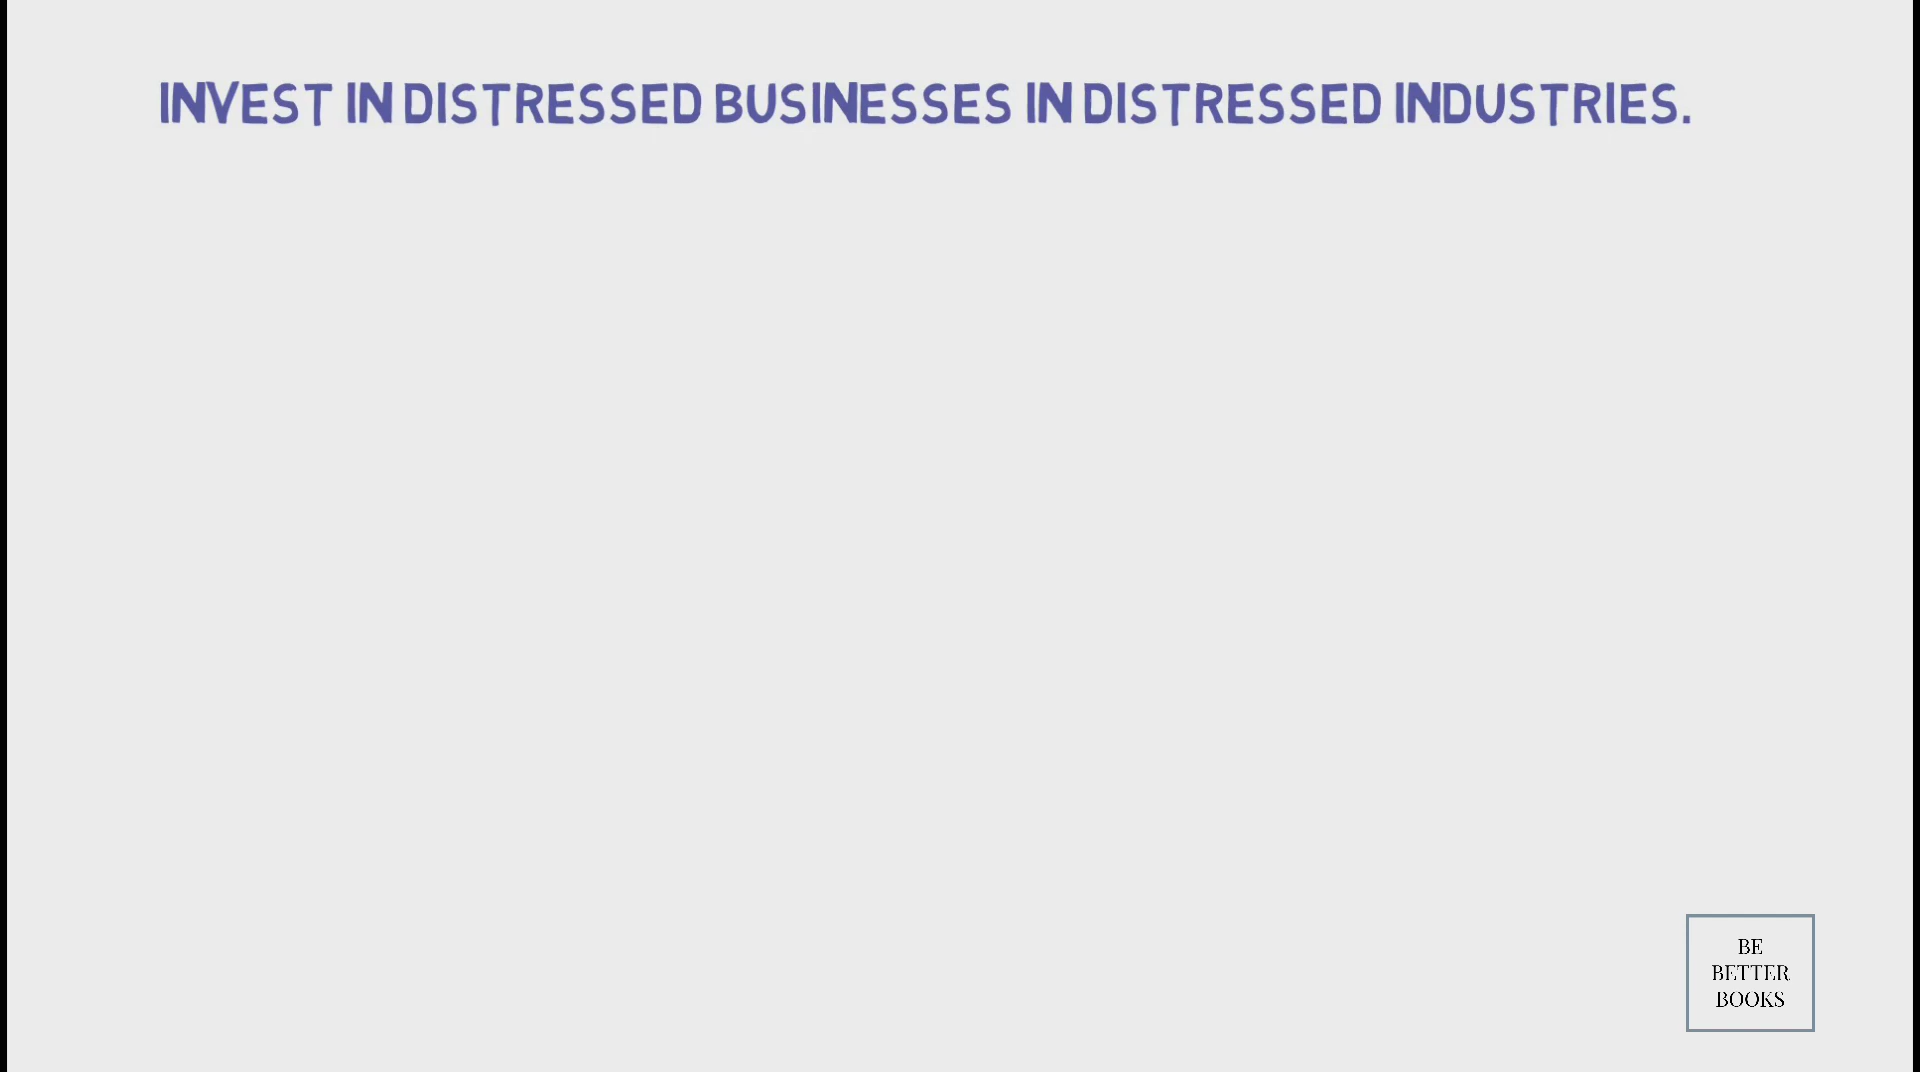 INVEST IN DISTRESSED BUSINESSES IN DISTRESSED INDUSTRIES.
BE
BETTER
BOOKS